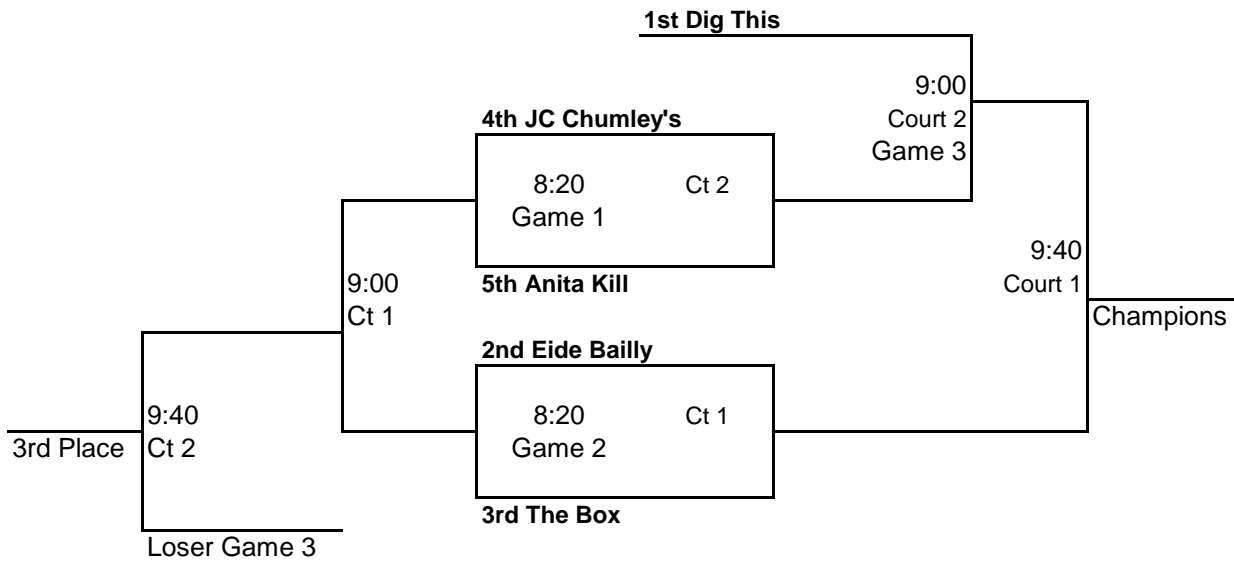 1st Dig This
9:00
4th JC Chumley's
Court 2
Game 3
8:20 Ct 2
Game 1
9:40
9:00
5th Anita Kill
Court 1
Ct 1
Champions
2nd Eide Bailly
9:40
8:20 Ct 1
3rd Place
Ct 2
Game 2
3rd The Box
Loser Game 3